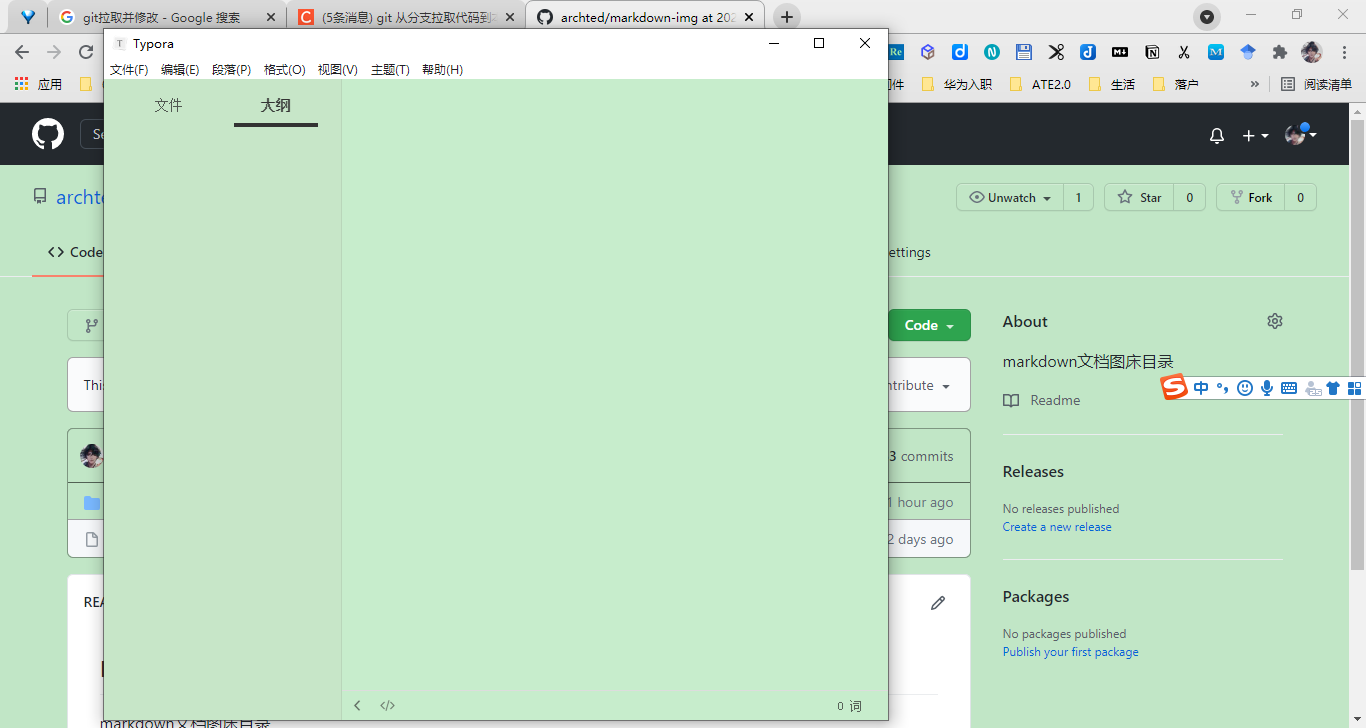 git拉取并修改 - Google 搜索
(5条消息) git 从分支拉取代码到本
archted/markdown-img at 202
应用
华为入职
ATE2.0
生活
落户
»
阅读清单
Typora
文件(F) 编辑(E) 段落(P) 格式(O) 视图(V) 主题(T) 帮助(H)
文件
大纲
Se
archte
Unwatch 1
Star 0
Fork 0
Code
ettings
Code
About
markdown文档图床目录
Readme
This
ntribute
中
3 commits
1 hour ago
2 days ago
Releases
No releases published
Create a new release
Packages
No packages published
Publish your first package
REA
0 词
markdown文档图床目录